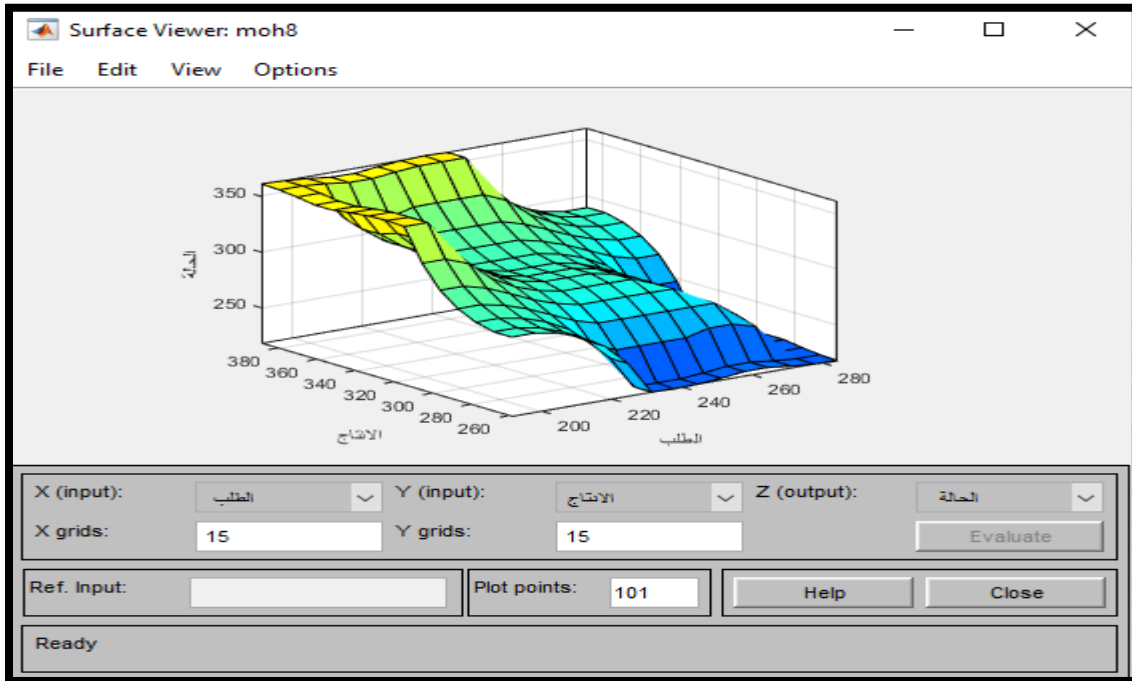 Surface Viewer: moh8
File Edit View Options
350
300
250
الحالة
380
360
340
320
300
280
260
الانتاج
200
220
240
260
280
الطلب
X (input): الطلب Y (input): الانتاج Z (output): الحالة
X grids: 15 Y grids: 15 Evaluate
Ref. Input: Plot points: 101 Help Close
Ready